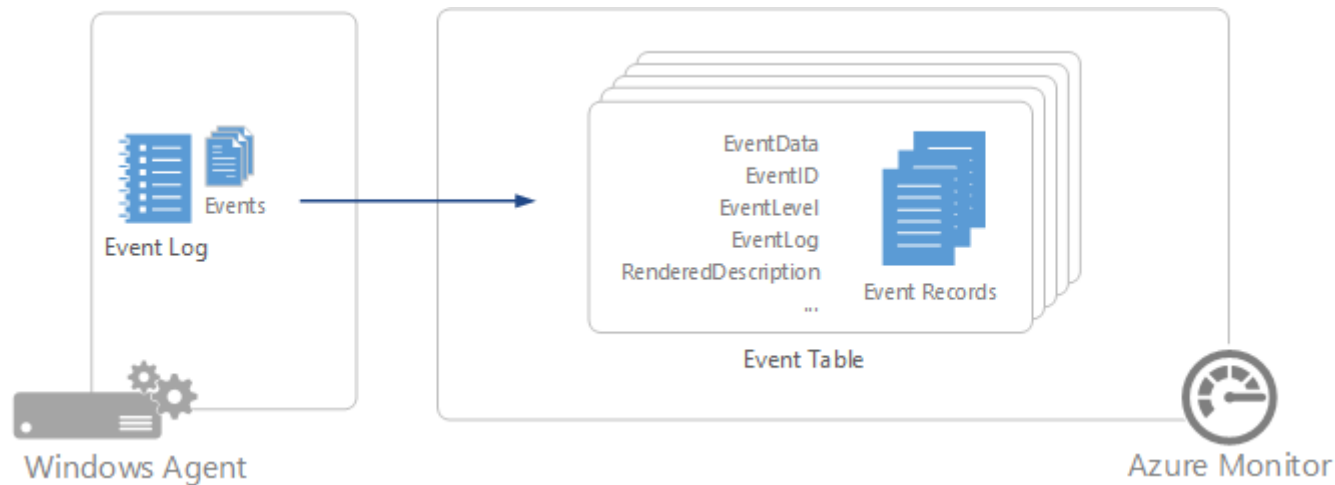 Events
Event Log
Windows Agent
EventData
EventID
EventLevel
EventLog
RenderedDescription
...
Event Records
Event Table
Azure Monitor